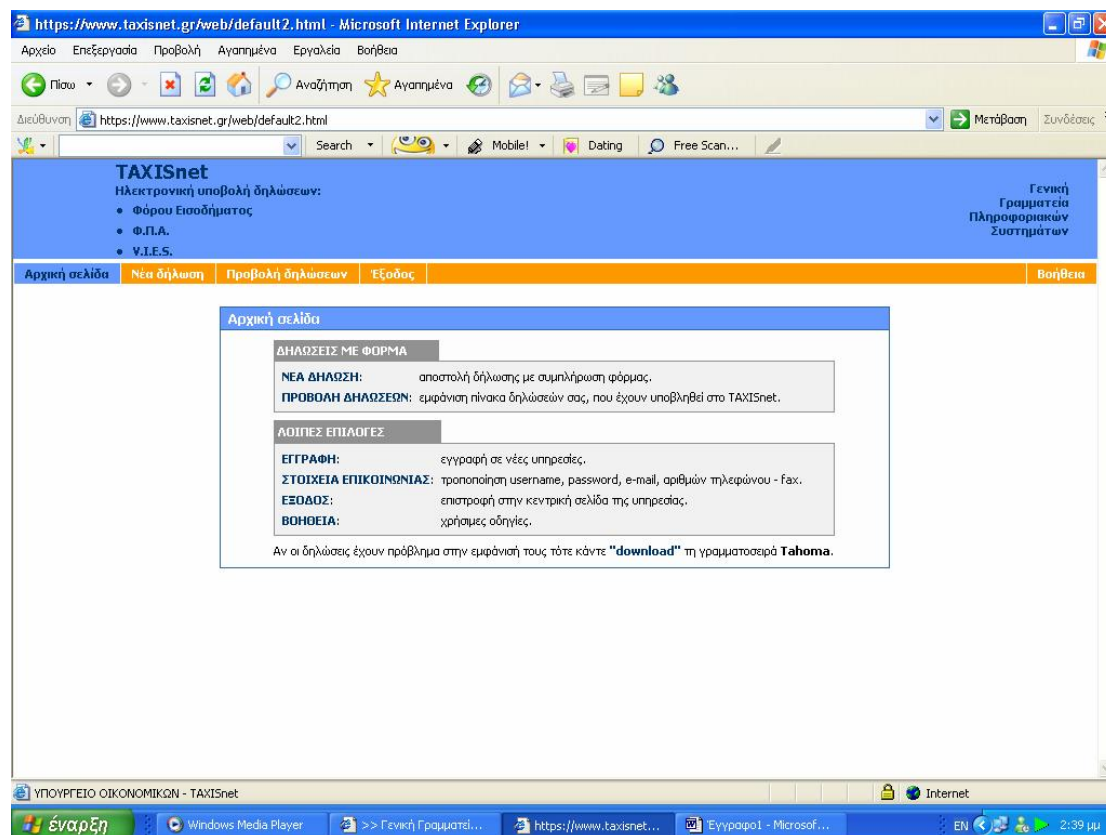 https://www.taxisnet.gr/web/default2.html - Microsoft Internet Explorer
Αρχείο Επεξεργασία Προβολή Αγαπημένα Εργαλεία Βοήθεια
Πίσω Αναζήτηση Αγαπημένα
Διεύθυνση https://www.taxisnet.gr/web/default2.html Μετάβαση Συνδέσεις
Search Mobile! Dating Free Scan...
TAXISnet
Ηλεκτρονική υποβολή δηλώσεων:
• Φόρου Εισοδήματος
• Φ.Π.Α.
• V.I.E.S.
Γενική
Γραμματεία
Πληροφοριακών
Συστημάτων
Αρχική σελίδα Νέα δήλωση Προβολή δηλώσεων Έξοδος Βοήθεια
Αρχική σελίδα
ΔΗΛΩΣΕΙΣ ΜΕ ΦΟΡΜΑ
ΝΕΑ ΔΗΛΩΣΗ: αποστολή δήλωσης με συμπλήρωση φόρμας.
ΠΡΟΒΟΛΗ ΔΗΛΩΣΕΩΝ: εμφάνιση πίνακα δηλώσεών σας, που έχουν υποβληθεί στο TAXISnet.
ΛΟΙΠΕΣ ΕΠΙΛΟΓΕΣ
ΕΓΓΡΑΦΗ: εγγραφή σε νέες υπηρεσίες.
ΣΤΟΙΧΕΙΑ ΕΠΙΚΟΙΝΩΝΙΑΣ: τροποποίηση username, password, e-mail, αριθμών τηλεφώνου - fax.
ΕΞΟΔΟΣ: επιστροφή στην κεντρική σελίδα της υπηρεσίας.
ΒΟΗΘΕΙΑ: χρήσιμες οδηγίες.
Αν οι δηλώσεις έχουν πρόβλημα στην εμφάνισή τους τότε κάντε "download" τη γραμματοσειρά Tahoma.
ΥΠΟΥΡΓΕΙΟ ΟΙΚΟΝΟΜΙΚΩΝ - TAXISnet Internet
έναρξη Windows Media Player >> Γενική Γραμματεί... https://www.taxisnet... Έγγραφο1 - Microsof... EN 2:39 μμ